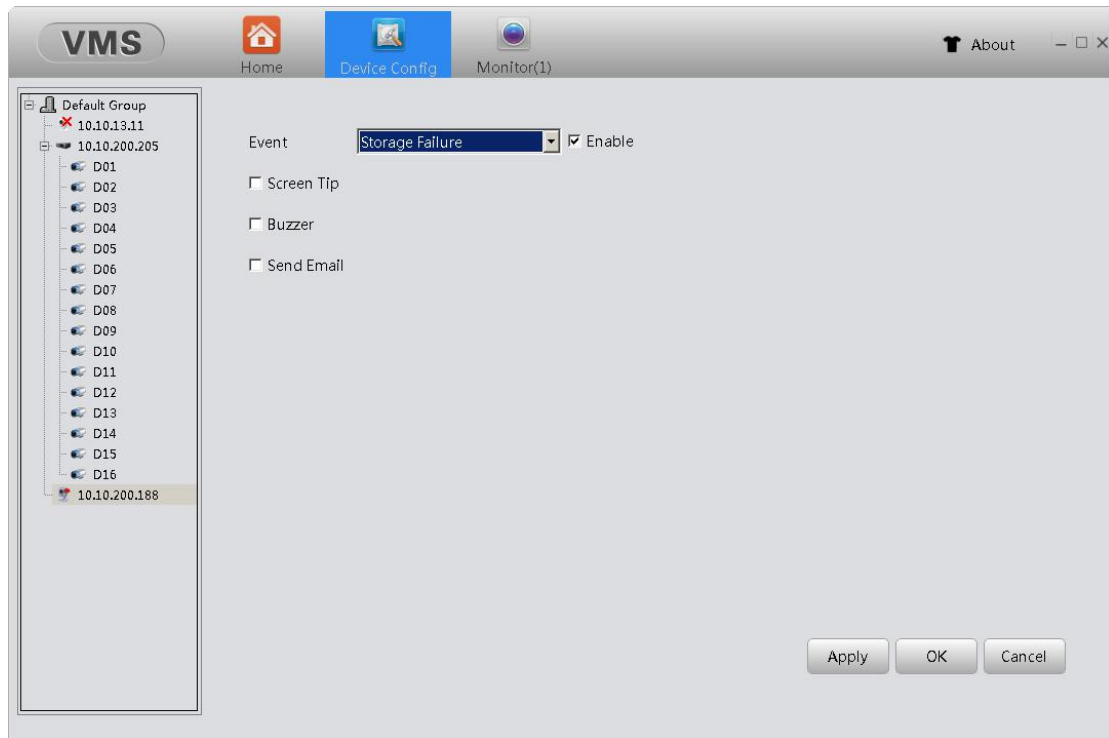 VMS
Home
Device Config
Monitor(1)
About
Default Group
10.10.13.11
10.10.200.205
D01
D02
D03
D04
D05
D06
D07
D08
D09
D10
D11
D12
D13
D14
D15
D16
10.10.200.188
Event Storage Failure Enable
Screen Tip
Buzzer
Send Email
Apply OK Cancel